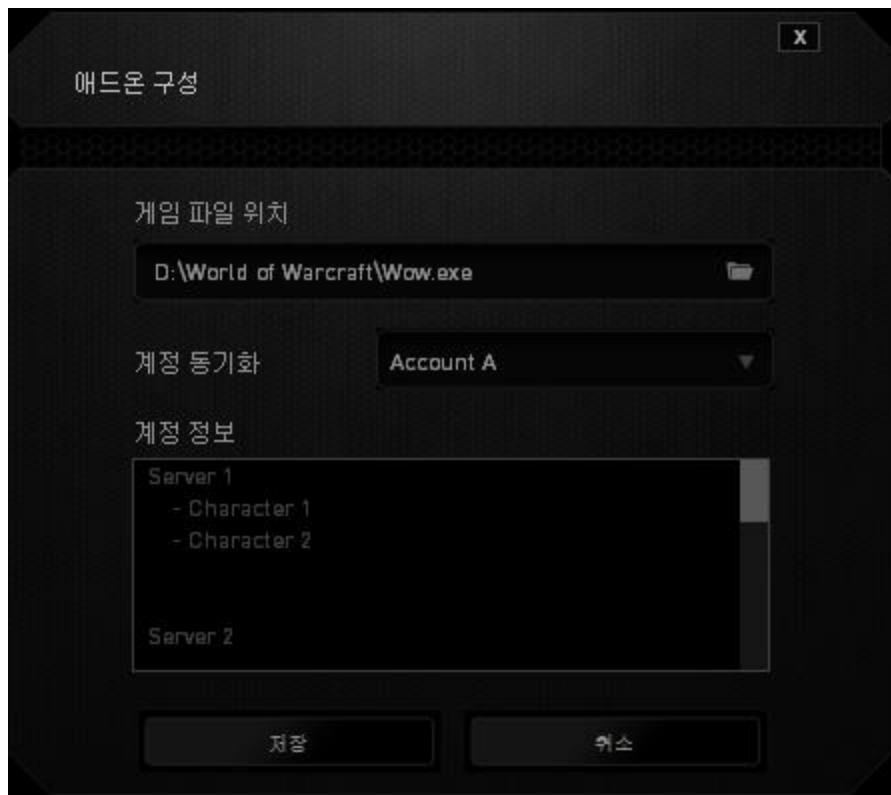 X
애드온 구성
게임 파일 위치
D:\World of Warcraft\Wow.exe
계정 동기화
Account A
계정 정보
Server 1
- Character 1
- Character 2
Server 2
저장
취소